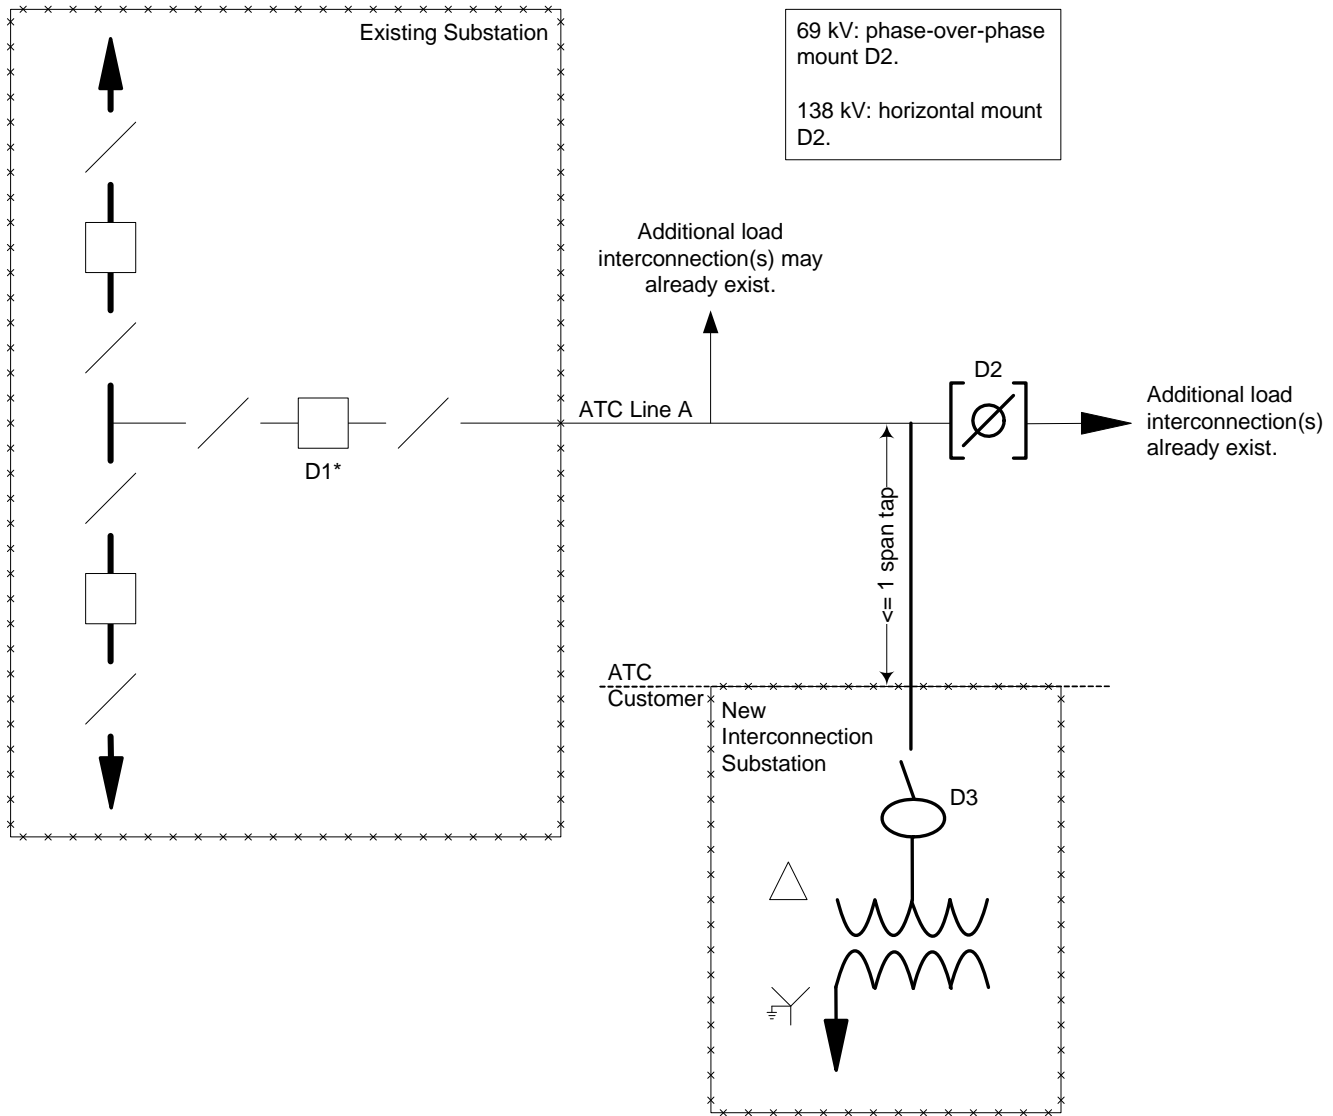 Existing Substation
69 kV: phase-over-phase
mount D2.
138 kV: horizontal mount
D2.
Additional load
interconnection(s) may
already exist.
D2
Additional load
interconnection(s)
already exist.
ATC Line A
D1*
<= 1 span tap
ATC
Customer
New
Interconnection
Substation
D3